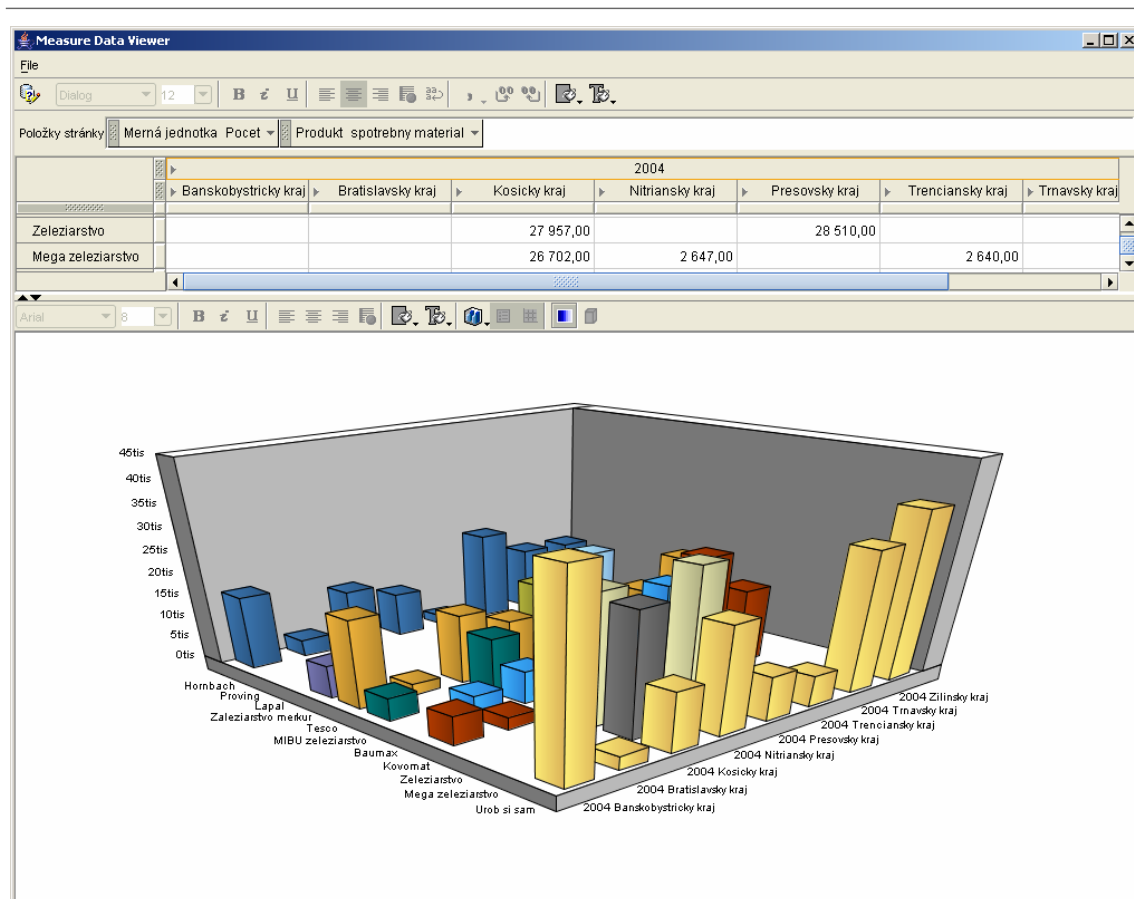 Measure Data Viewer
File
Dialog 12 B i U
Položky stránky Merná jednotka Pocet Produkt spotrebny material
2004
Banskobystricky kraj Bratislavsky kraj Kosicky kraj Nitriansky kraj Presovsky kraj Trenciansky kraj Trnavsky kraj
Zeleziarstvo 27 957,00 28 510,00
Mega zeleziarstvo 26 702,00 2 647,00 2 640,00
Arial 8 B i U
45tis
40tis
35tis
30tis
25tis
20tis
15tis
10tis
5tis
0tis
Hornbach
Proving
Lapal
Zaleziarstvo merkur
Tesco
MIBU zeleziarstvo
Baumax
Kovomat
Zeleziarstvo
Mega zeleziarstvo
Urob si sam
2004 Zilinsky kraj
2004 Trnavsky kraj
2004 Trenciansky kraj
2004 Presovsky kraj
2004 Nitriansky kraj
2004 Kosicky kraj
2004 Bratislavsky kraj
2004 Banskobystricky kraj